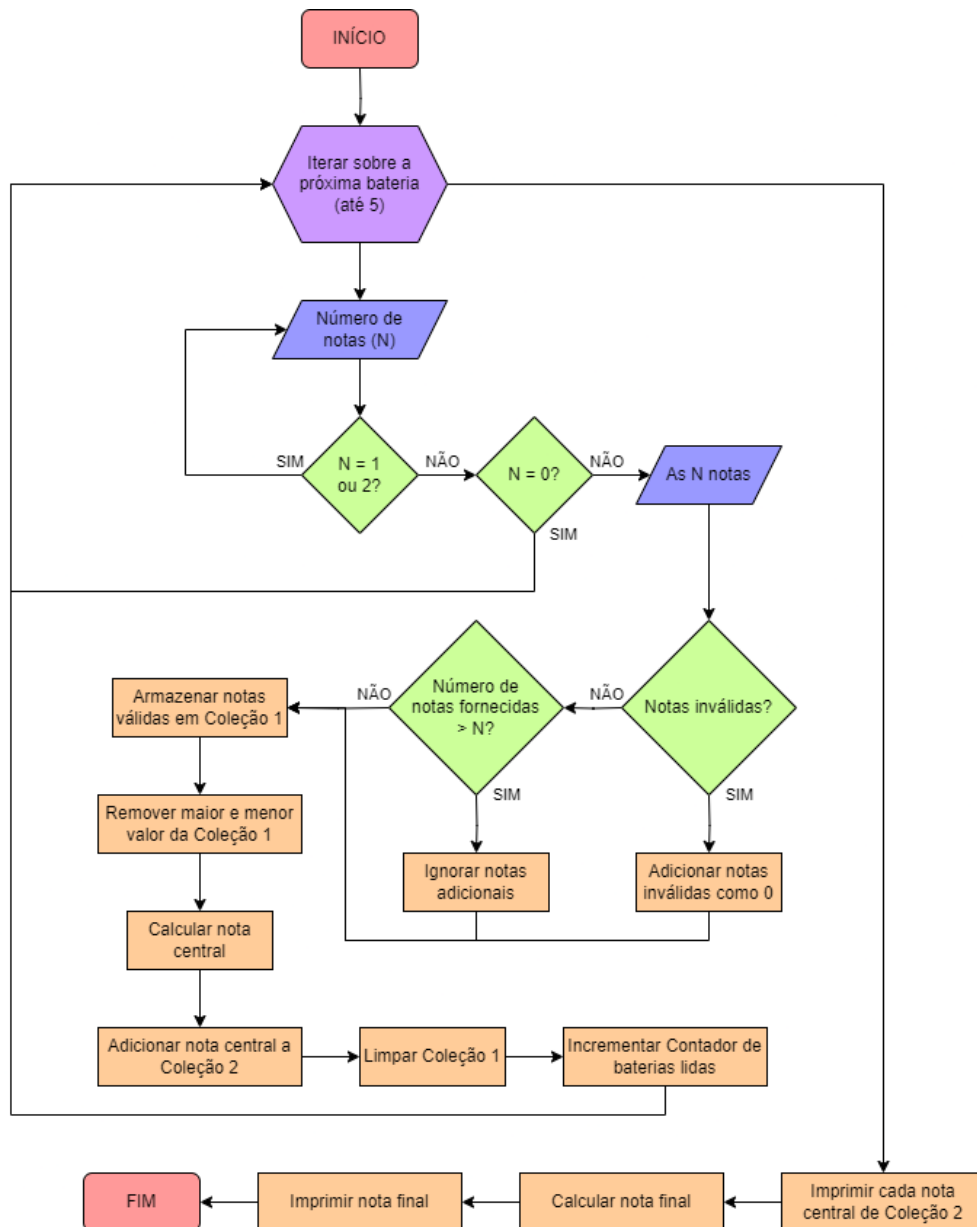 INÍCIO
Iterar sobre a
próxima bateria
(até 5)
Número de
notas (N)
SIM
N = 1
ou 2?
NÃO
N = 0?
NÃO
As N notas
SIM
Armazenar notas
válidas em Coleção 1
NÃO
Número de
notas fornecidas
> N?
NÃO
Notas inválidas?
SIM
SIM
Remover maior e menor
valor da Coleção 1
Ignorar notas
adicionais
Adicionar notas
inválidas como 0
Calcular nota
central
Adicionar nota central a
Coleção 2
Limpar Coleção 1
Incrementar Contador de
baterias lidas
FIM
Imprimir nota final
Calcular nota final
Imprimir cada nota
central de Coleção 2